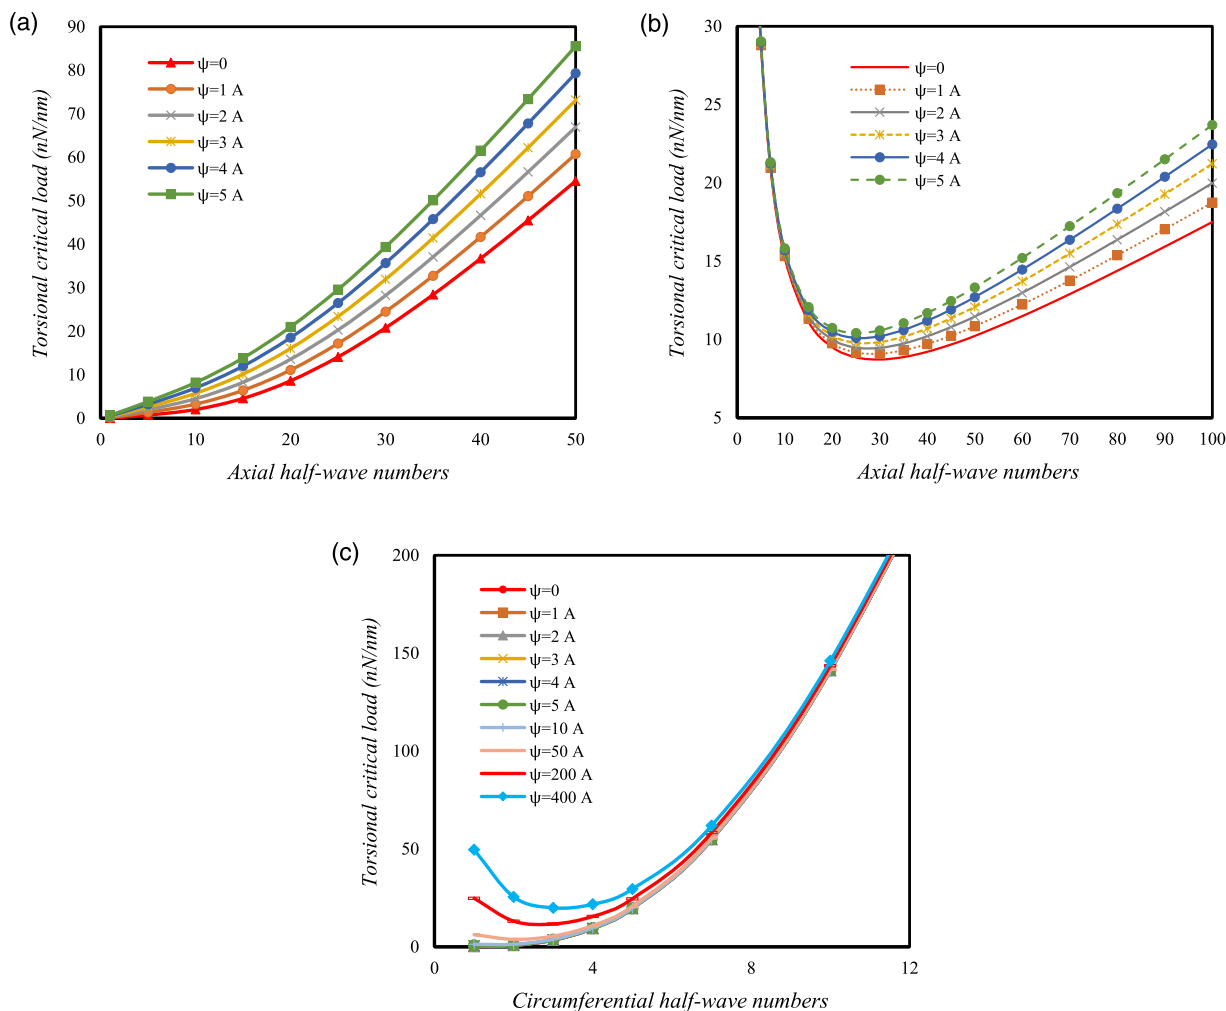 (a)
90
80
70
60
50
40
30
20
10
0
Torsional critical load (nN/nm)
ψ=0
ψ=1 A
ψ=2 A
ψ=3 A
ψ=4 A
ψ=5 A
0 10 20 30 40 50
Axial half-wave numbers
(b)
30
25
20
15
10
5
Torsional critical load (nN/nm)
ψ=0
ψ=1 A
ψ=2 A
ψ=3 A
ψ=4 A
ψ=5 A
0 10 20 30 40 50 60 70 80 90 100
Axial half-wave numbers
(c)
200
150
100
50
0
Torsional critical load (nN/nm)
ψ=0
ψ=1 A
ψ=2 A
ψ=3 A
ψ=4 A
ψ=5 A
ψ=10 A
ψ=50 A
ψ=200 A
ψ=400 A
0 4 8 12
Circumferential half-wave numbers